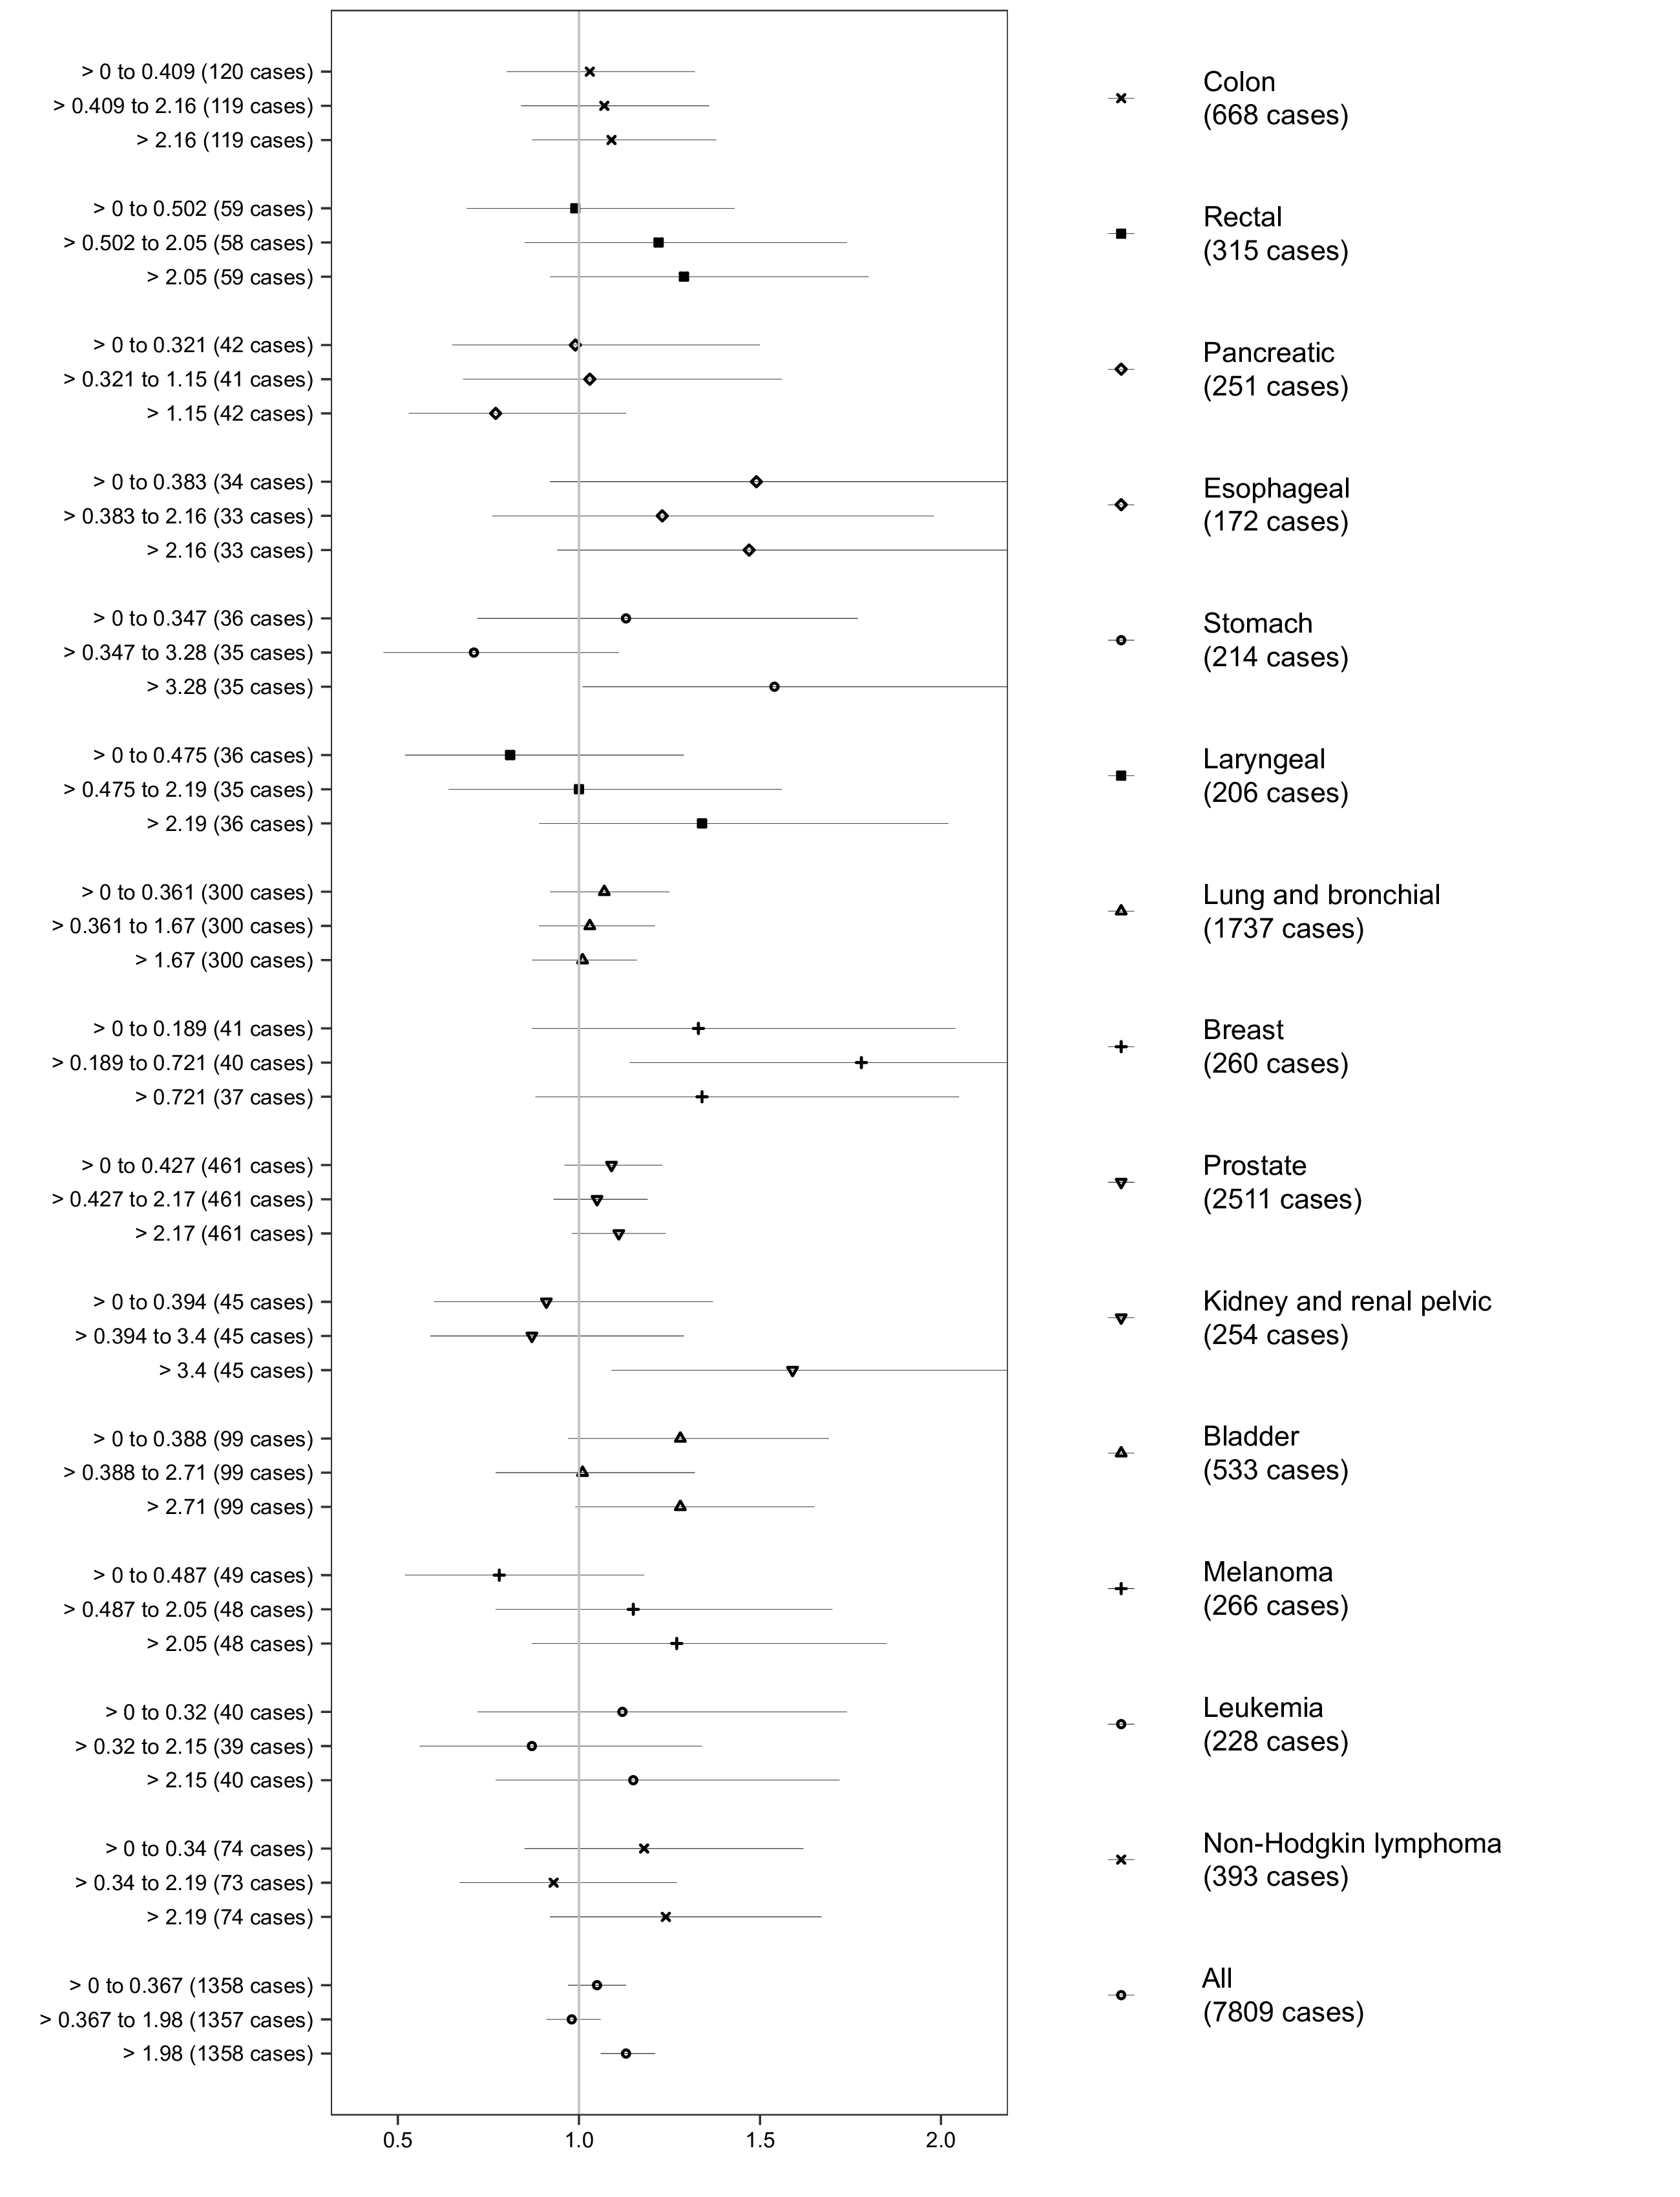 > 0 to 0.409 (120 cases)
> 0.409 to 2.16 (119 cases)
> 2.16 (119 cases)
> 0 to 0.502 (59 cases)
> 0.502 to 2.05 (58 cases)
> 2.05 (59 cases)
> 0 to 0.321 (42 cases)
> 0.321 to 1.15 (41 cases)
> 1.15 (42 cases)
> 0 to 0.383 (34 cases)
> 0.383 to 2.16 (33 cases)
> 2.16 (33 cases)
> 0 to 0.347 (36 cases)
> 0.347 to 3.28 (35 cases)
> 3.28 (35 cases)
> 0 to 0.475 (36 cases)
> 0.475 to 2.19 (35 cases)
> 2.19 (36 cases)
> 0 to 0.361 (300 cases)
> 0.361 to 1.67 (300 cases)
> 1.67 (300 cases)
> 0 to 0.189 (41 cases)
> 0.189 to 0.721 (40 cases)
> 0.721 (37 cases)
> 0 to 0.427 (461 cases)
> 0.427 to 2.17 (461 cases)
> 2.17 (461 cases)
> 0 to 0.394 (45 cases)
> 0.394 to 3.4 (45 cases)
> 3.4 (45 cases)
> 0 to 0.388 (99 cases)
> 0.388 to 2.71 (99 cases)
> 2.71 (99 cases)
> 0 to 0.487 (49 cases)
> 0.487 to 2.05 (48 cases)
> 2.05 (48 cases)
> 0 to 0.32 (40 cases)
> 0.32 to 2.15 (39 cases)
> 2.15 (40 cases)
> 0 to 0.34 (74 cases)
> 0.34 to 2.19 (73 cases)
> 2.19 (74 cases)
> 0 to 0.367 (1358 cases)
> 0.367 to 1.98 (1357 cases)
> 1.98 (1358 cases)
0.5 1.0 1.5 2.0
Colon
(668 cases)
Rectal
(315 cases)
Pancreatic
(251 cases)
Esophageal
(172 cases)
Stomach
(214 cases)
Laryngeal
(206 cases)
Lung and bronchial
(1737 cases)
Breast
(260 cases)
Prostate
(2511 cases)
Kidney and renal pelvic
(254 cases)
Bladder
(533 cases)
Melanoma
(266 cases)
Leukemia
(228 cases)
Non-Hodgkin lymphoma
(393 cases)
All
(7809 cases)